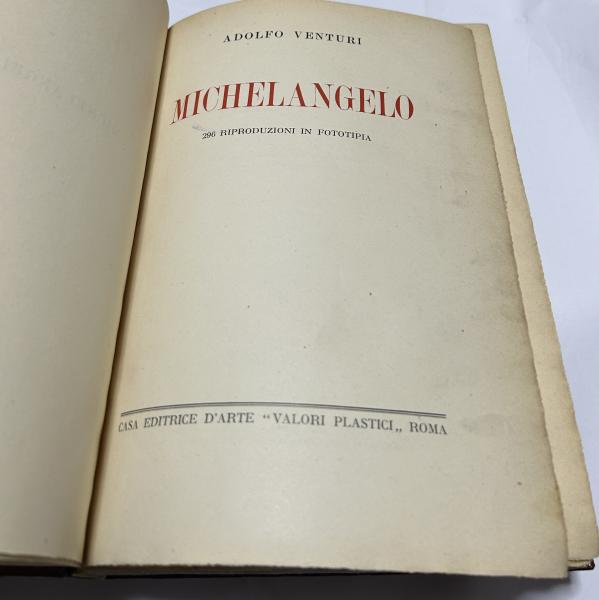 ADOLFO VENTURI
MICHELANGELO
296 RIPRODUZIONI IN FOTOTIPIA
CASA EDITRICE D'ARTE “VALORI PLASTICI„ ROMA